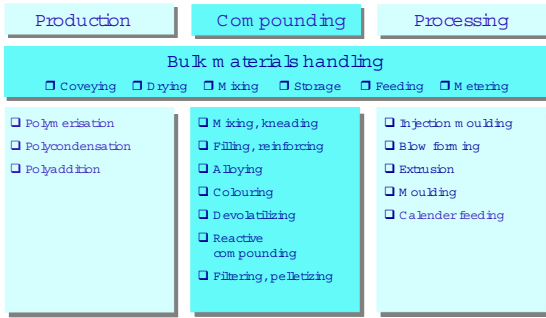 Production Compounding Processing
Bulk materials handling
❑ Coveying ❑ Drying ❑ Mixing ❑ Storage ❑ Feeding ❑ Metering
❑ Polymerisation
❑ Polycondensation
❑ Polyaddition
❑ Mixing, kneading
❑ Filling, reinforcing
❑ Alloying
❑ Colouring
❑ Devolatilizing
❑ Reactive
compounding
❑ Filtering, pelletizing
❑ Injection moulding
❑ Blow forming
❑ Extrusion
❑ Moulding
❑ Calender feeding